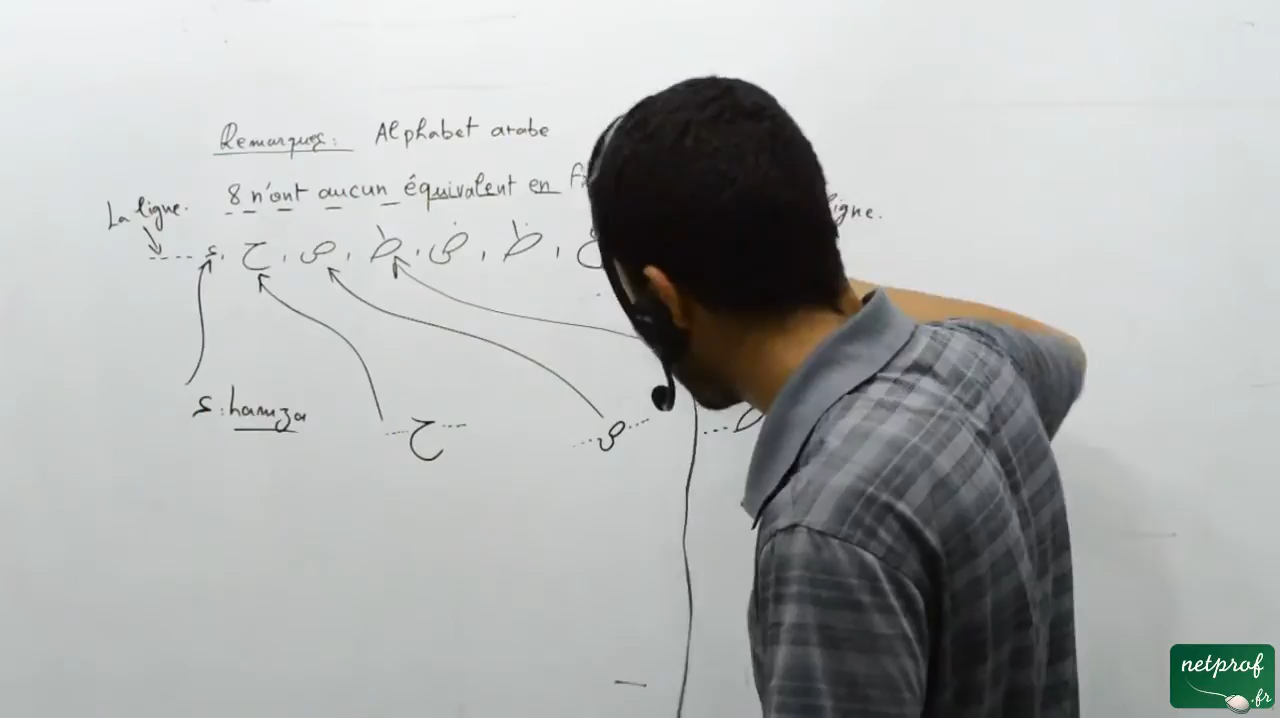 Remarques: Alphabet arabe
8 n'ont aucun équivalent en
La ligne. ligne.
ء, ح, ص, ط, ض, ظ,
ء: hamza
ح ص
netprof
.fr